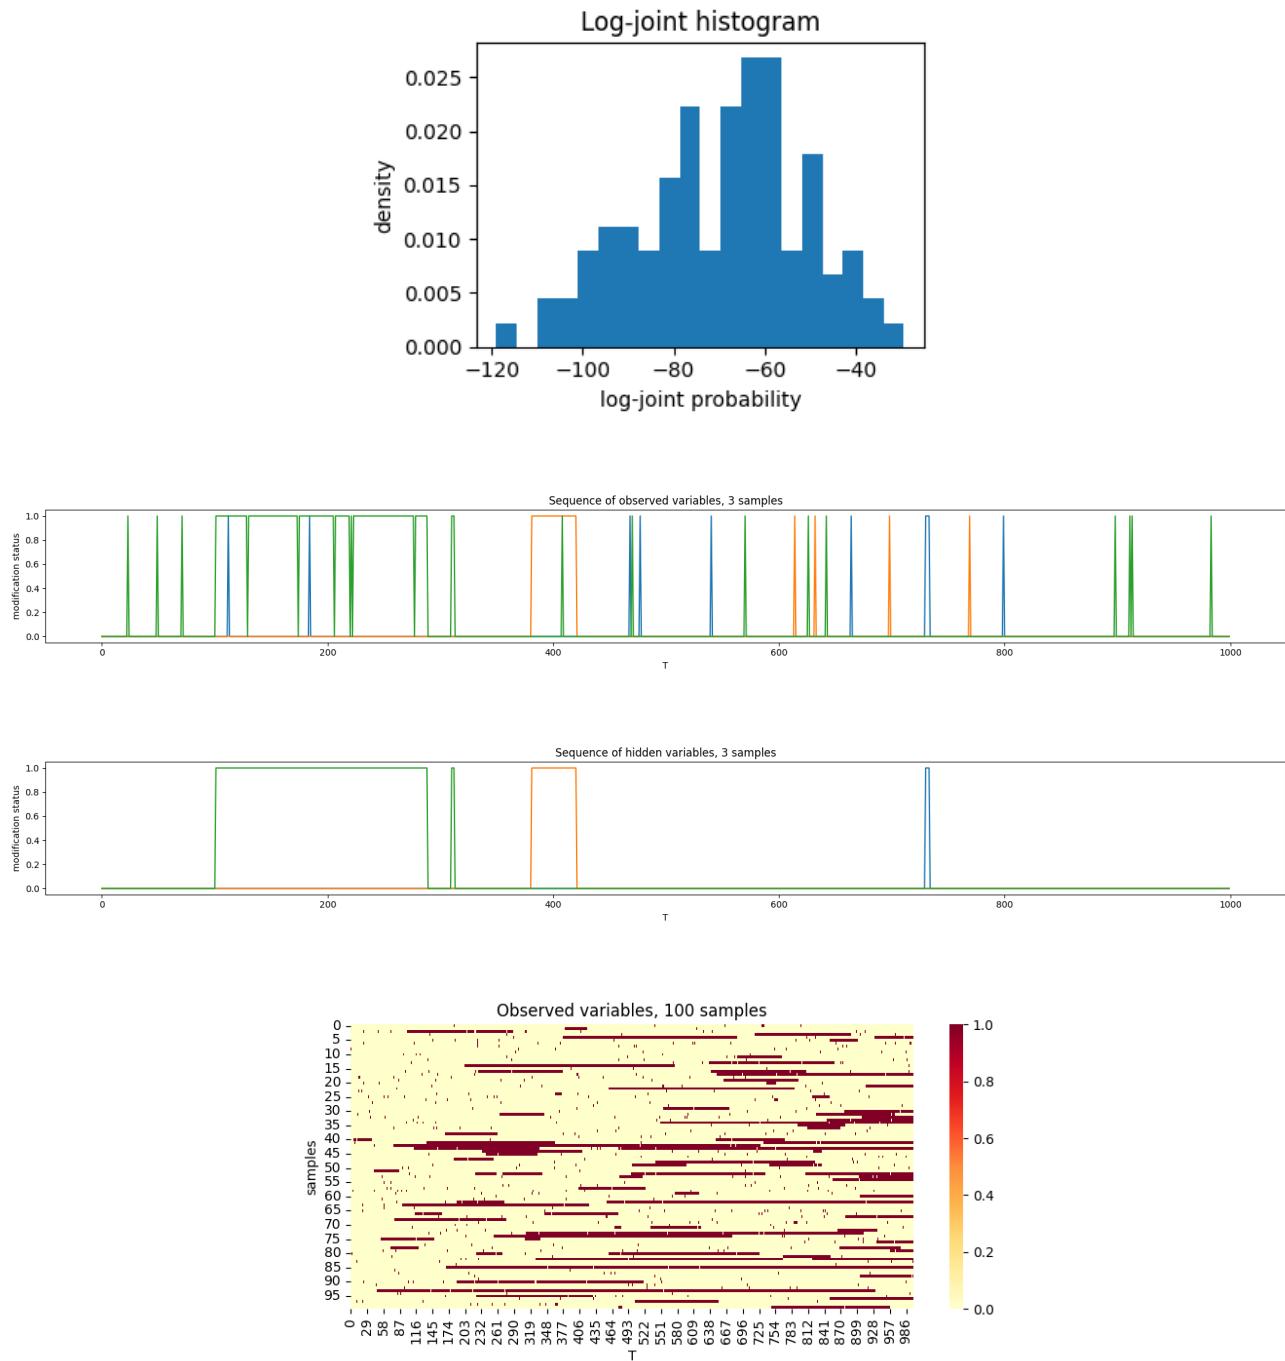 Log-joint histogram
0.025
0.020
0.015
0.010
0.005
0.000
density
−120 −100 −80 −60 −40
log-joint probability
Sequence of observed variables, 3 samples
1.0
0.8
0.6
0.4
0.2
0.0
modification status
0 200 400 600 800 1000
T
Sequence of hidden variables, 3 samples
1.0
0.8
0.6
0.4
0.2
0.0
modification status
0 200 400 600 800 1000
T
Observed variables, 100 samples
0
5
10
15
20
25
30
35
40
45
50
55
60
65
70
75
80
85
90
95
samples
0 29 58 87 116 145 174 203 232 261 290 319 348 377 406 435 464 493 522 551 580 609 638 667 696 725 754 783 812 841 870 899 928 957 986
T
1.0
0.8
0.6
0.4
0.2
0.0